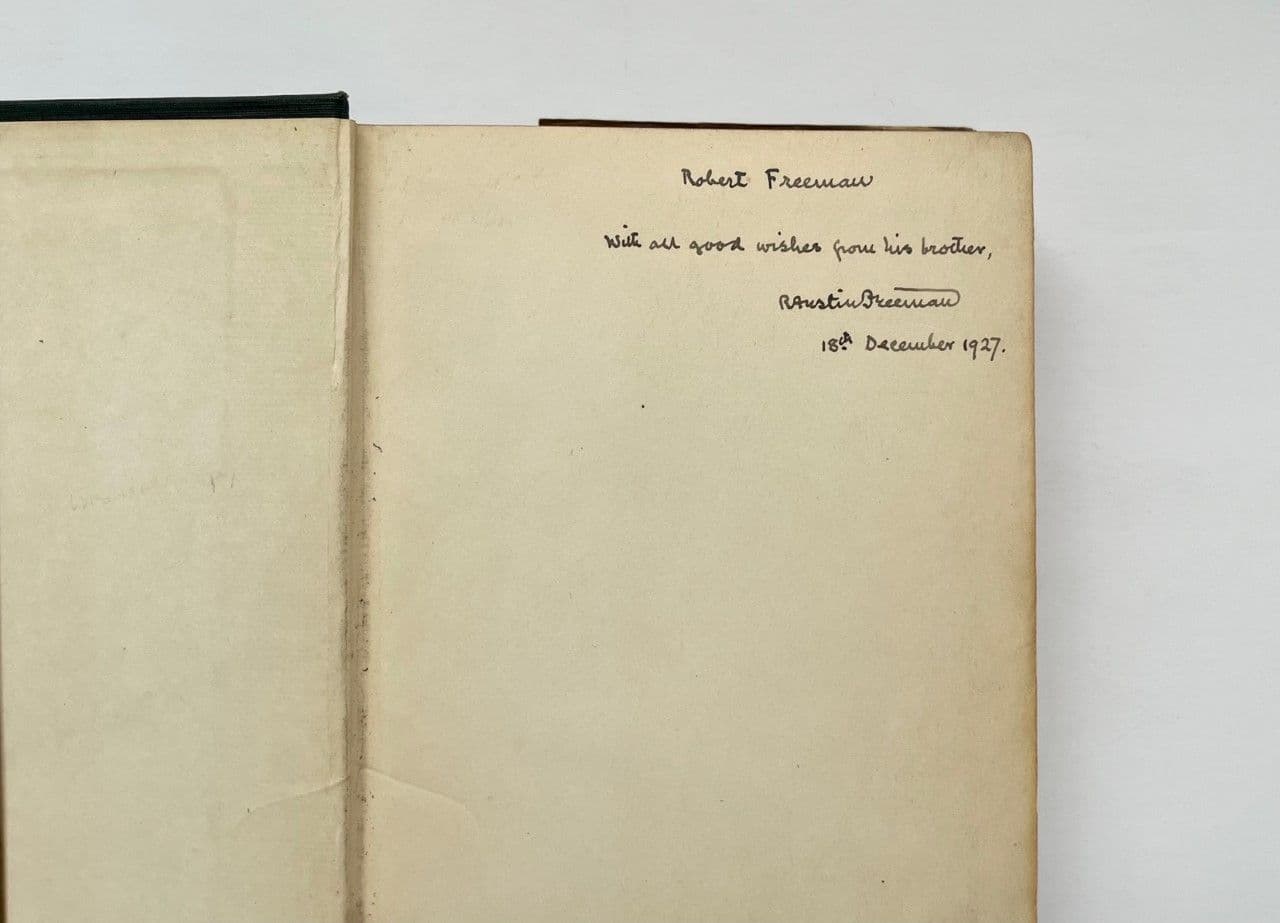 Robert Freeman
With all good wishes from his brother,
R Austin Freeman
18th December 1927.